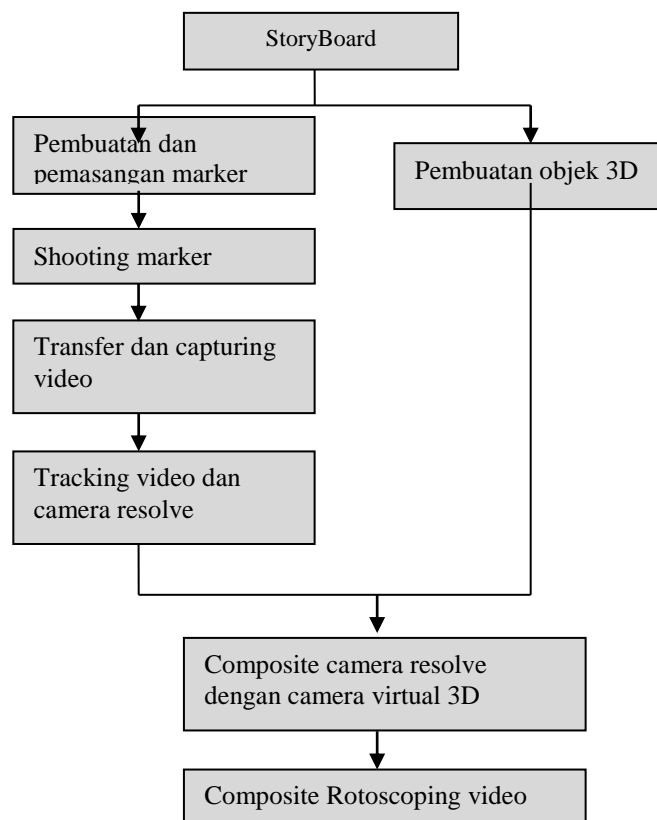 StoryBoard
Pembuatan dan
pemasangan marker
Pembuatan objek 3D
Shooting marker
Transfer dan capturing
video
Tracking video dan
camera resolve
Composite camera resolve
dengan camera virtual 3D
Composite Rotoscoping video